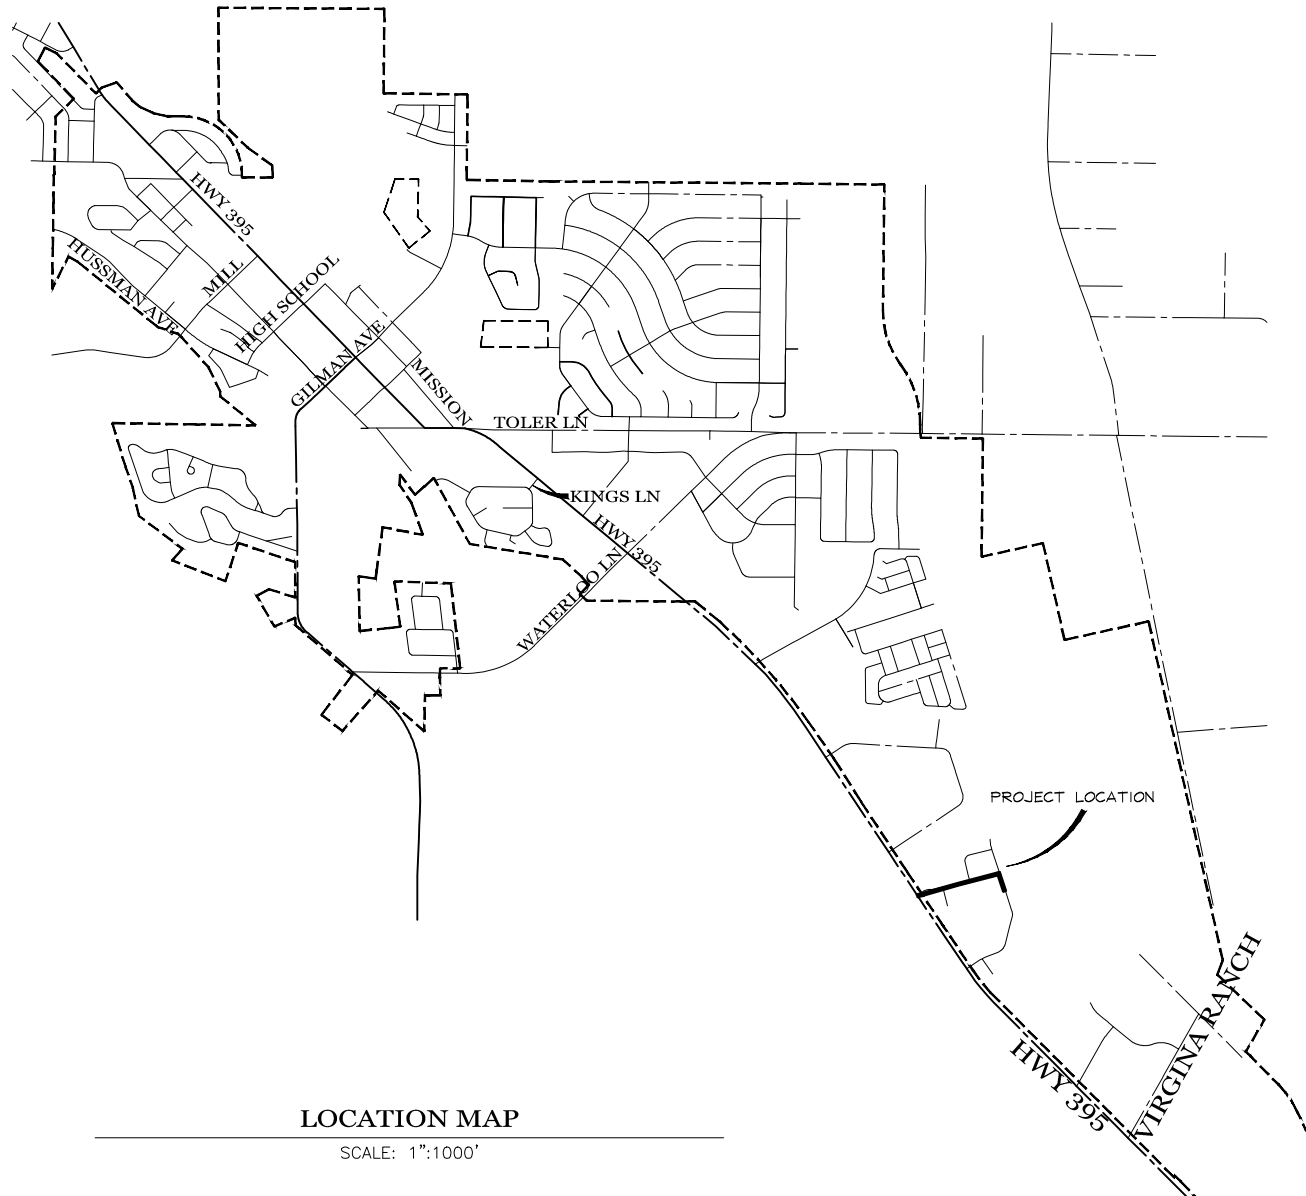 HWY 395
HUSSMAN AVE
MILL
HIGH SCHOOL
GILMAN AVE
MISSION
TOLER LN
KINGS LN
HWY 395
WATERLOO LN
PROJECT LOCATION
VIRGINA RANCH
HWY 395
LOCATION MAP
SCALE: 1":1000'